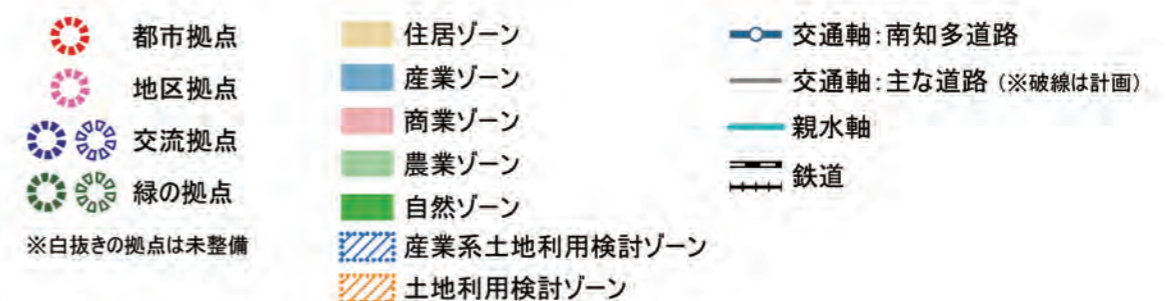 都市拠点
地区拠点
交流拠点
緑の拠点
※白抜きの拠点は未整備
住居ゾーン
産業ゾーン
商業ゾーン
農業ゾーン
自然ゾーン
産業系土地利用検討ゾーン
土地利用検討ゾーン
交通軸:南知多道路
交通軸:主な道路(※破線は計画)
親水軸
鉄道